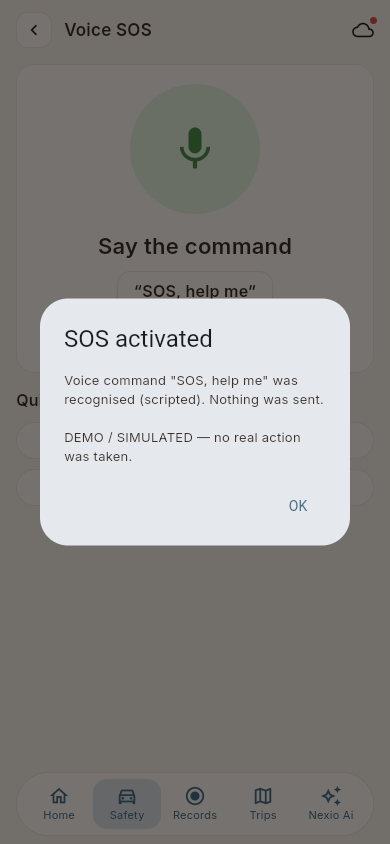 Voice SOS
Say the command
“SOS, help me”
SOS activated
Voice command "SOS, help me" was
recognised (scripted). Nothing was sent.
DEMO / SIMULATED — no real action
was taken.
OK
Home
Safety
Records
Trips
Nexio Ai